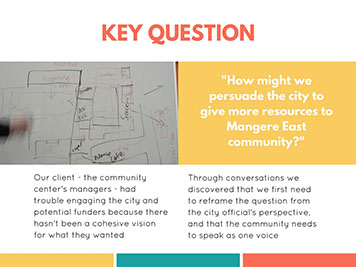 KEY QUESTION
"How might we
persuade the city to
give more resources to
Mangere East
community?"
Our client - the community
center's managers - had
trouble engaging the city and
potential funders because there
hasn't been a cohesive vision
for what they wanted
Through conversations we
discovered that we first need
to reframe the question from
the city official's perspective,
and that the community needs
to speak as one voice